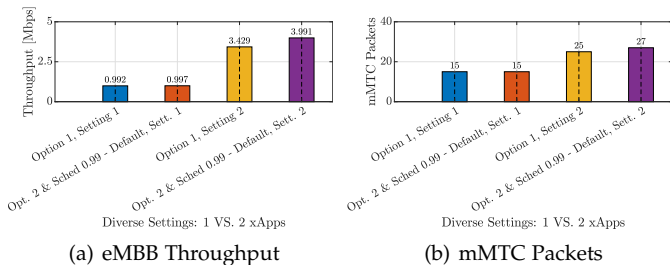 Throughput [Mbps]
5
2.5
0
0.992
0.997
3.429
3.991
Option 1, Setting 1
Opt. 2 & Sched 0.99 - Default, Sett. 1
Option 1, Setting 2
Opt. 2 & Sched 0.99 - Default, Sett. 2
Diverse Settings: 1 VS. 2 xApps
(a) eMBB Throughput
mMTC Packets
40
20
0
15
15
25
27
Option 1, Setting 1
Opt. 2 & Sched 0.99 - Default, Sett. 1
Option 1, Setting 2
Opt. 2 & Sched 0.99 - Default, Sett. 2
Diverse Settings: 1 VS. 2 xApps
(b) mMTC Packets